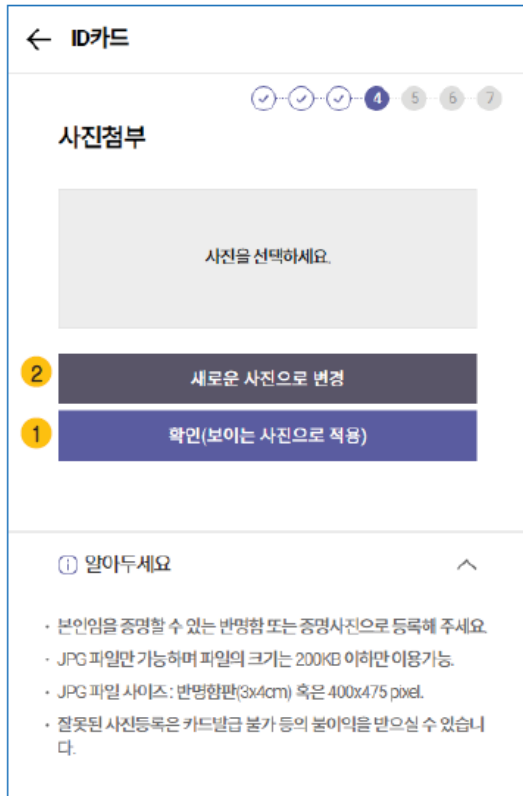 ← ID카드
4 5 6 7
사진첨부
사진을 선택하세요.
2 새로운 사진으로 변경
1 확인(보이는 사진으로 적용)
알아두세요
· 본인임을 증명할 수 있는 반명함 또는 증명사진으로 등록해 주세요.
· JPG 파일만 가능하며 파일의 크기는 200KB 이하만 이용가능.
· JPG 파일 사이즈 : 반명함판(3x4cm) 혹은 400x475 pixel.
· 잘못된 사진등록은 카드발급 불가 등의 불이익을 받으실 수 있습니
다.